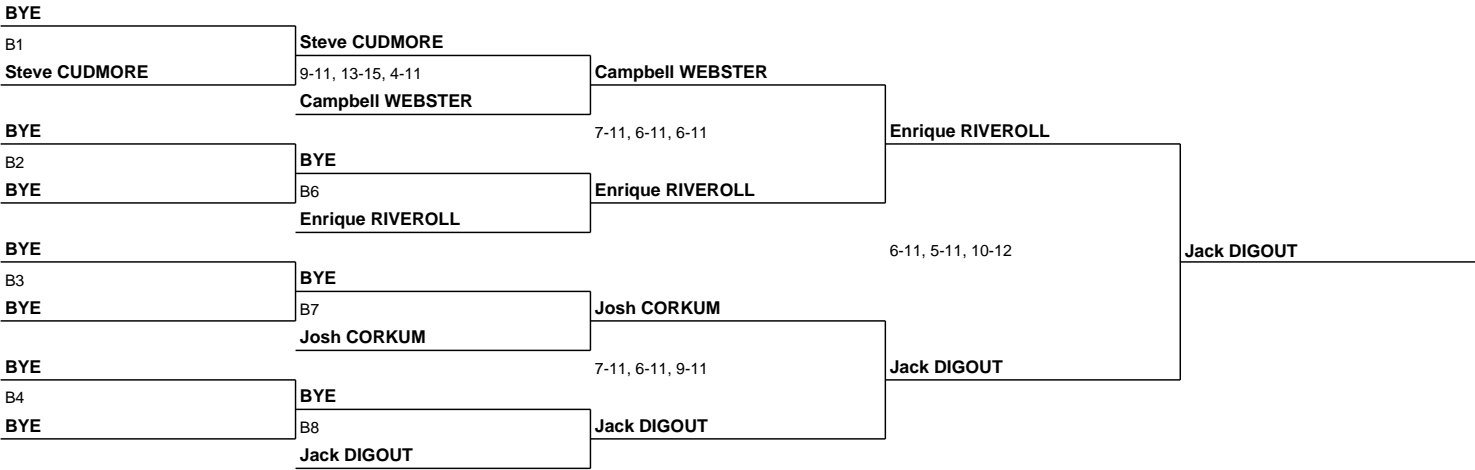 BYE
B1
Steve CUDMORE
BYE
B2
BYE
BYE
B3
BYE
BYE
B4
BYE
Steve CUDMORE
9-11, 13-15, 4-11
Campbell WEBSTER
BYE
B6
Enrique RIVEROLL
BYE
B7
Josh CORKUM
BYE
B8
Jack DIGOUT
Campbell WEBSTER
7-11, 6-11, 6-11
Enrique RIVEROLL
Josh CORKUM
7-11, 6-11, 9-11
Jack DIGOUT
Enrique RIVEROLL
6-11, 5-11, 10-12
Jack DIGOUT
Jack DIGOUT